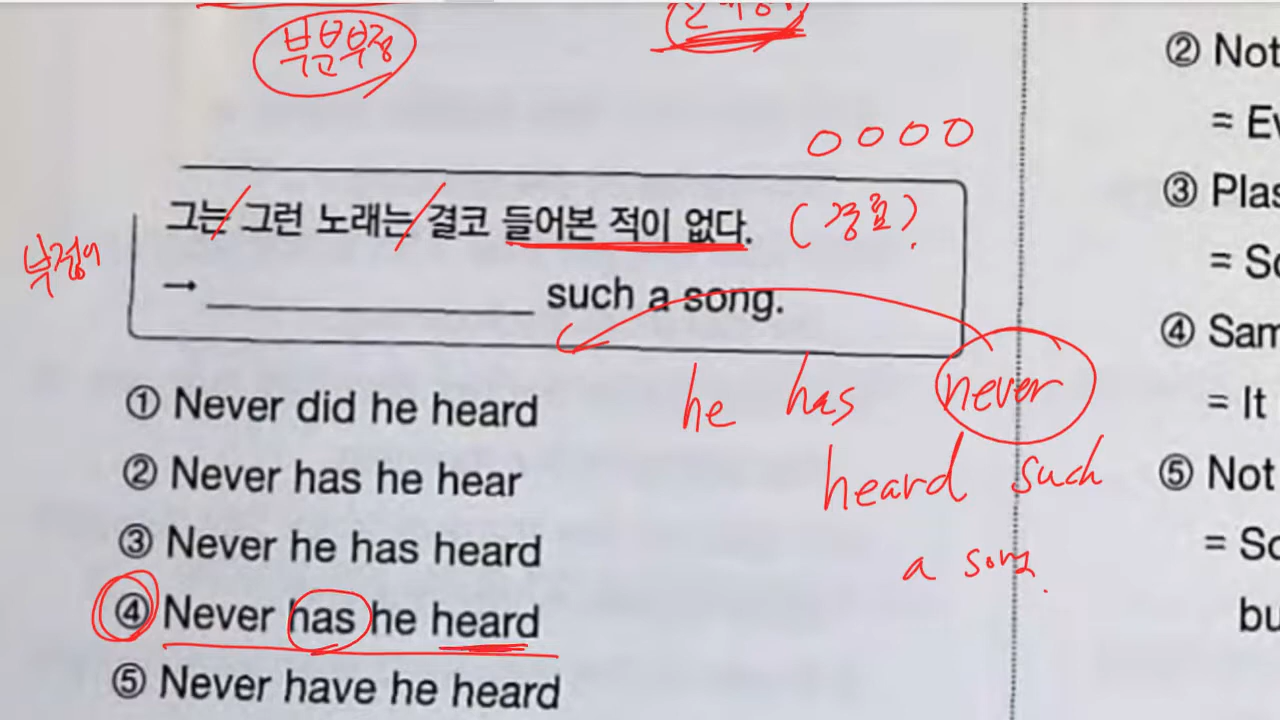 부분부정
○○○○
그는 그런 노래는 결코 들어본 적이 없다. (경효?)
부정어
→ ____________ such a song.
he has never
heard such
a song.
① Never did he heard
② Never has he hear
③ Never he has heard
④ Never has he heard
⑤ Never have he heard
② Not
= Ev
③ Plas
= So
④ Sam
= It
⑤ Not
= So
bu